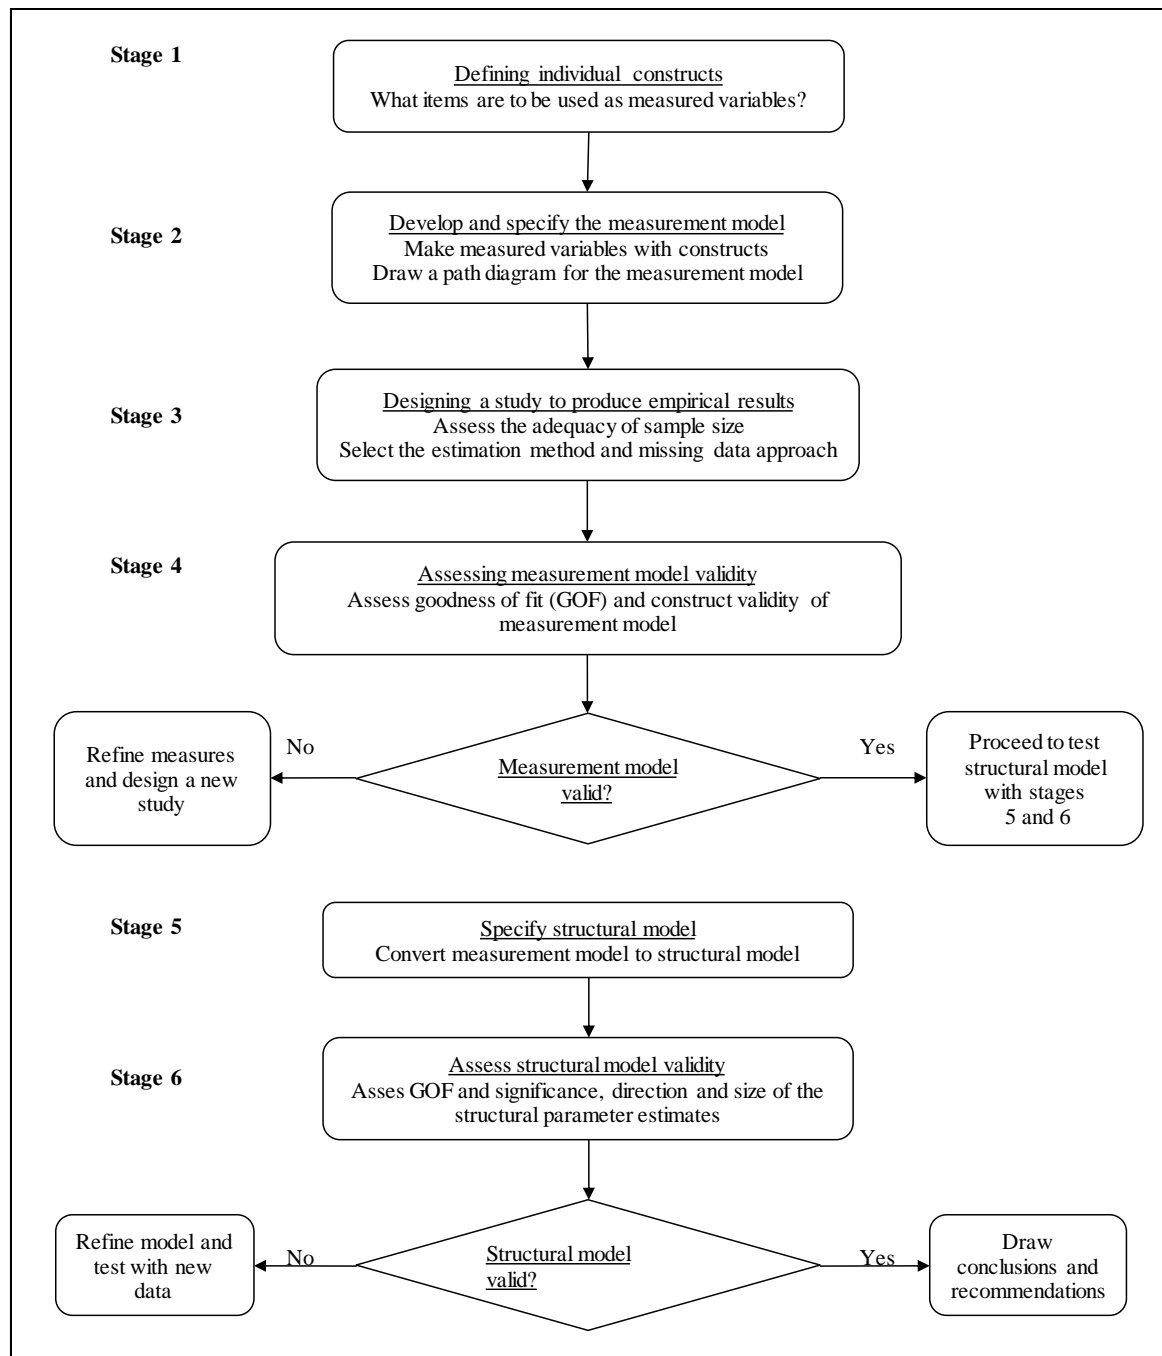 Stage 1
Defining individual constructs
What items are to be used as measured variables?
Stage 2
Develop and specify the measurement model
Make measured variables with constructs
Draw a path diagram for the measurement model
Stage 3
Designing a study to produce empirical results
Assess the adequacy of sample size
Select the estimation method and missing data approach
Stage 4
Assessing measurement model validity
Assess goodness of fit (GOF) and construct validity of
measurement model
Refine measures
and design a new
study
No
Measurement model
valid?
Yes
Proceed to test
structural model
with stages
5 and 6
Stage 5
Specify structural model
Convert measurement model to structural model
Stage 6
Assess structural model validity
Asses GOF and significance, direction and size of the
structural parameter estimates
Refine model and
test with new
data
No
Structural model
valid?
Yes
Draw
conclusions and
recommendations